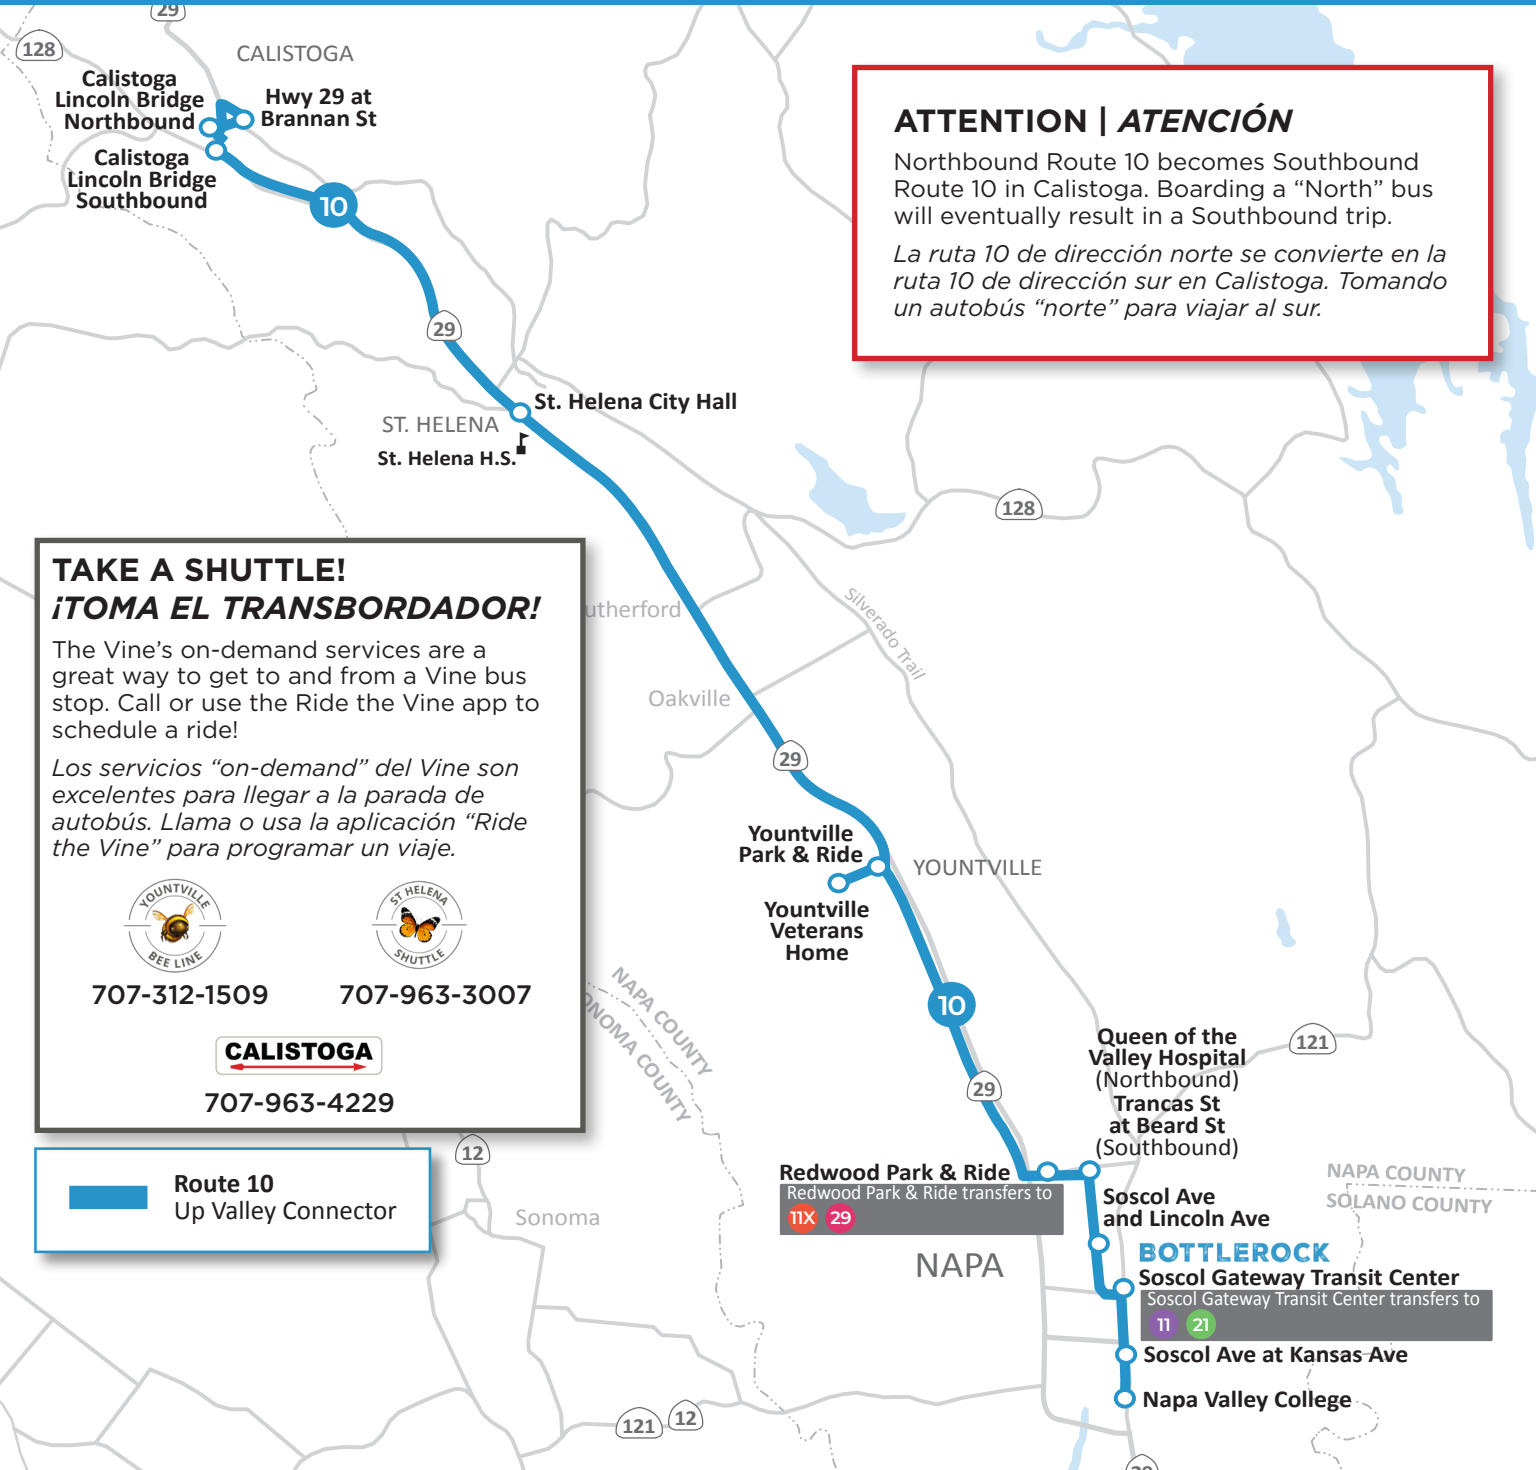 29
128
CALISTOGA
Calistoga
Lincoln Bridge
Northbound
Hwy 29 at
Brannan St
Calistoga
Lincoln Bridge
Southbound
10
ATTENTION | ATENCIÓN
Northbound Route 10 becomes Southbound
Route 10 in Calistoga. Boarding a “North” bus
will eventually result in a Southbound trip.
La ruta 10 de dirección norte se convierte en la
ruta 10 de dirección sur en Calistoga. Tomando
un autobús “norte” para viajar al sur.
29
St. Helena City Hall
ST. HELENA
St. Helena H.S.
128
TAKE A SHUTTLE!
¡TOMA EL TRANSBORDADOR!
The Vine’s on-demand services are a
great way to get to and from a Vine bus
stop. Call or use the Ride the Vine app to
schedule a ride!
Los servicios “on-demand” del Vine son
excelentes para llegar a la parada de
autobús. Llama o usa la aplicación “Ride
the Vine” para programar un viaje.
YOUNTVILLE
BEE LINE
707-312-1509
ST HELENA
SHUTTLE
707-963-3007
CALISTOGA
707-963-4229
utherford
Silverado Trail
Oakville
29
Yountville
Park & Ride
YOUNTVILLE
Yountville
Veterans
Home
NAPA COUNTY
ONOMA COUNTY
10
29
121
Queen of the
Valley Hospital
(Northbound)
Trancas St
at Beard St
(Southbound)
12
Route 10
Up Valley Connector
Sonoma
Redwood Park & Ride
Redwood Park & Ride transfers to
11X 29
NAPA COUNTY
SOLANO COUNTY
Soscol Ave
and Lincoln Ave
NAPA
BOTTLEROCK
Soscol Gateway Transit Center
Soscol Gateway Transit Center transfers to
11 21
Soscol Ave at Kansas Ave
Napa Valley College
121
12